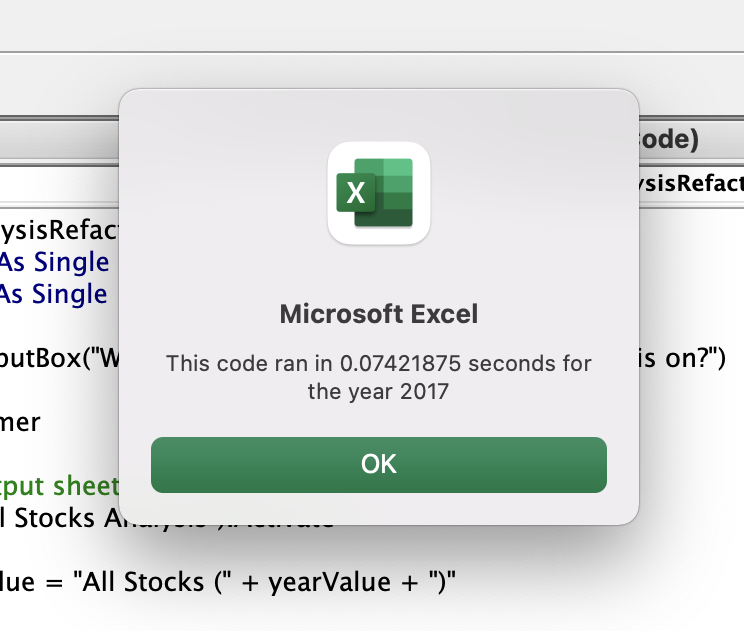 ode)
ysisRefact
ysisRefac
As Single
As Single
putBox("W
is on?")
mer
tput sheet
l Stocks Analysis").Activate
lue = "All Stocks (" + yearValue + ")"
X
Microsoft Excel
This code ran in 0.07421875 seconds for
the year 2017
OK